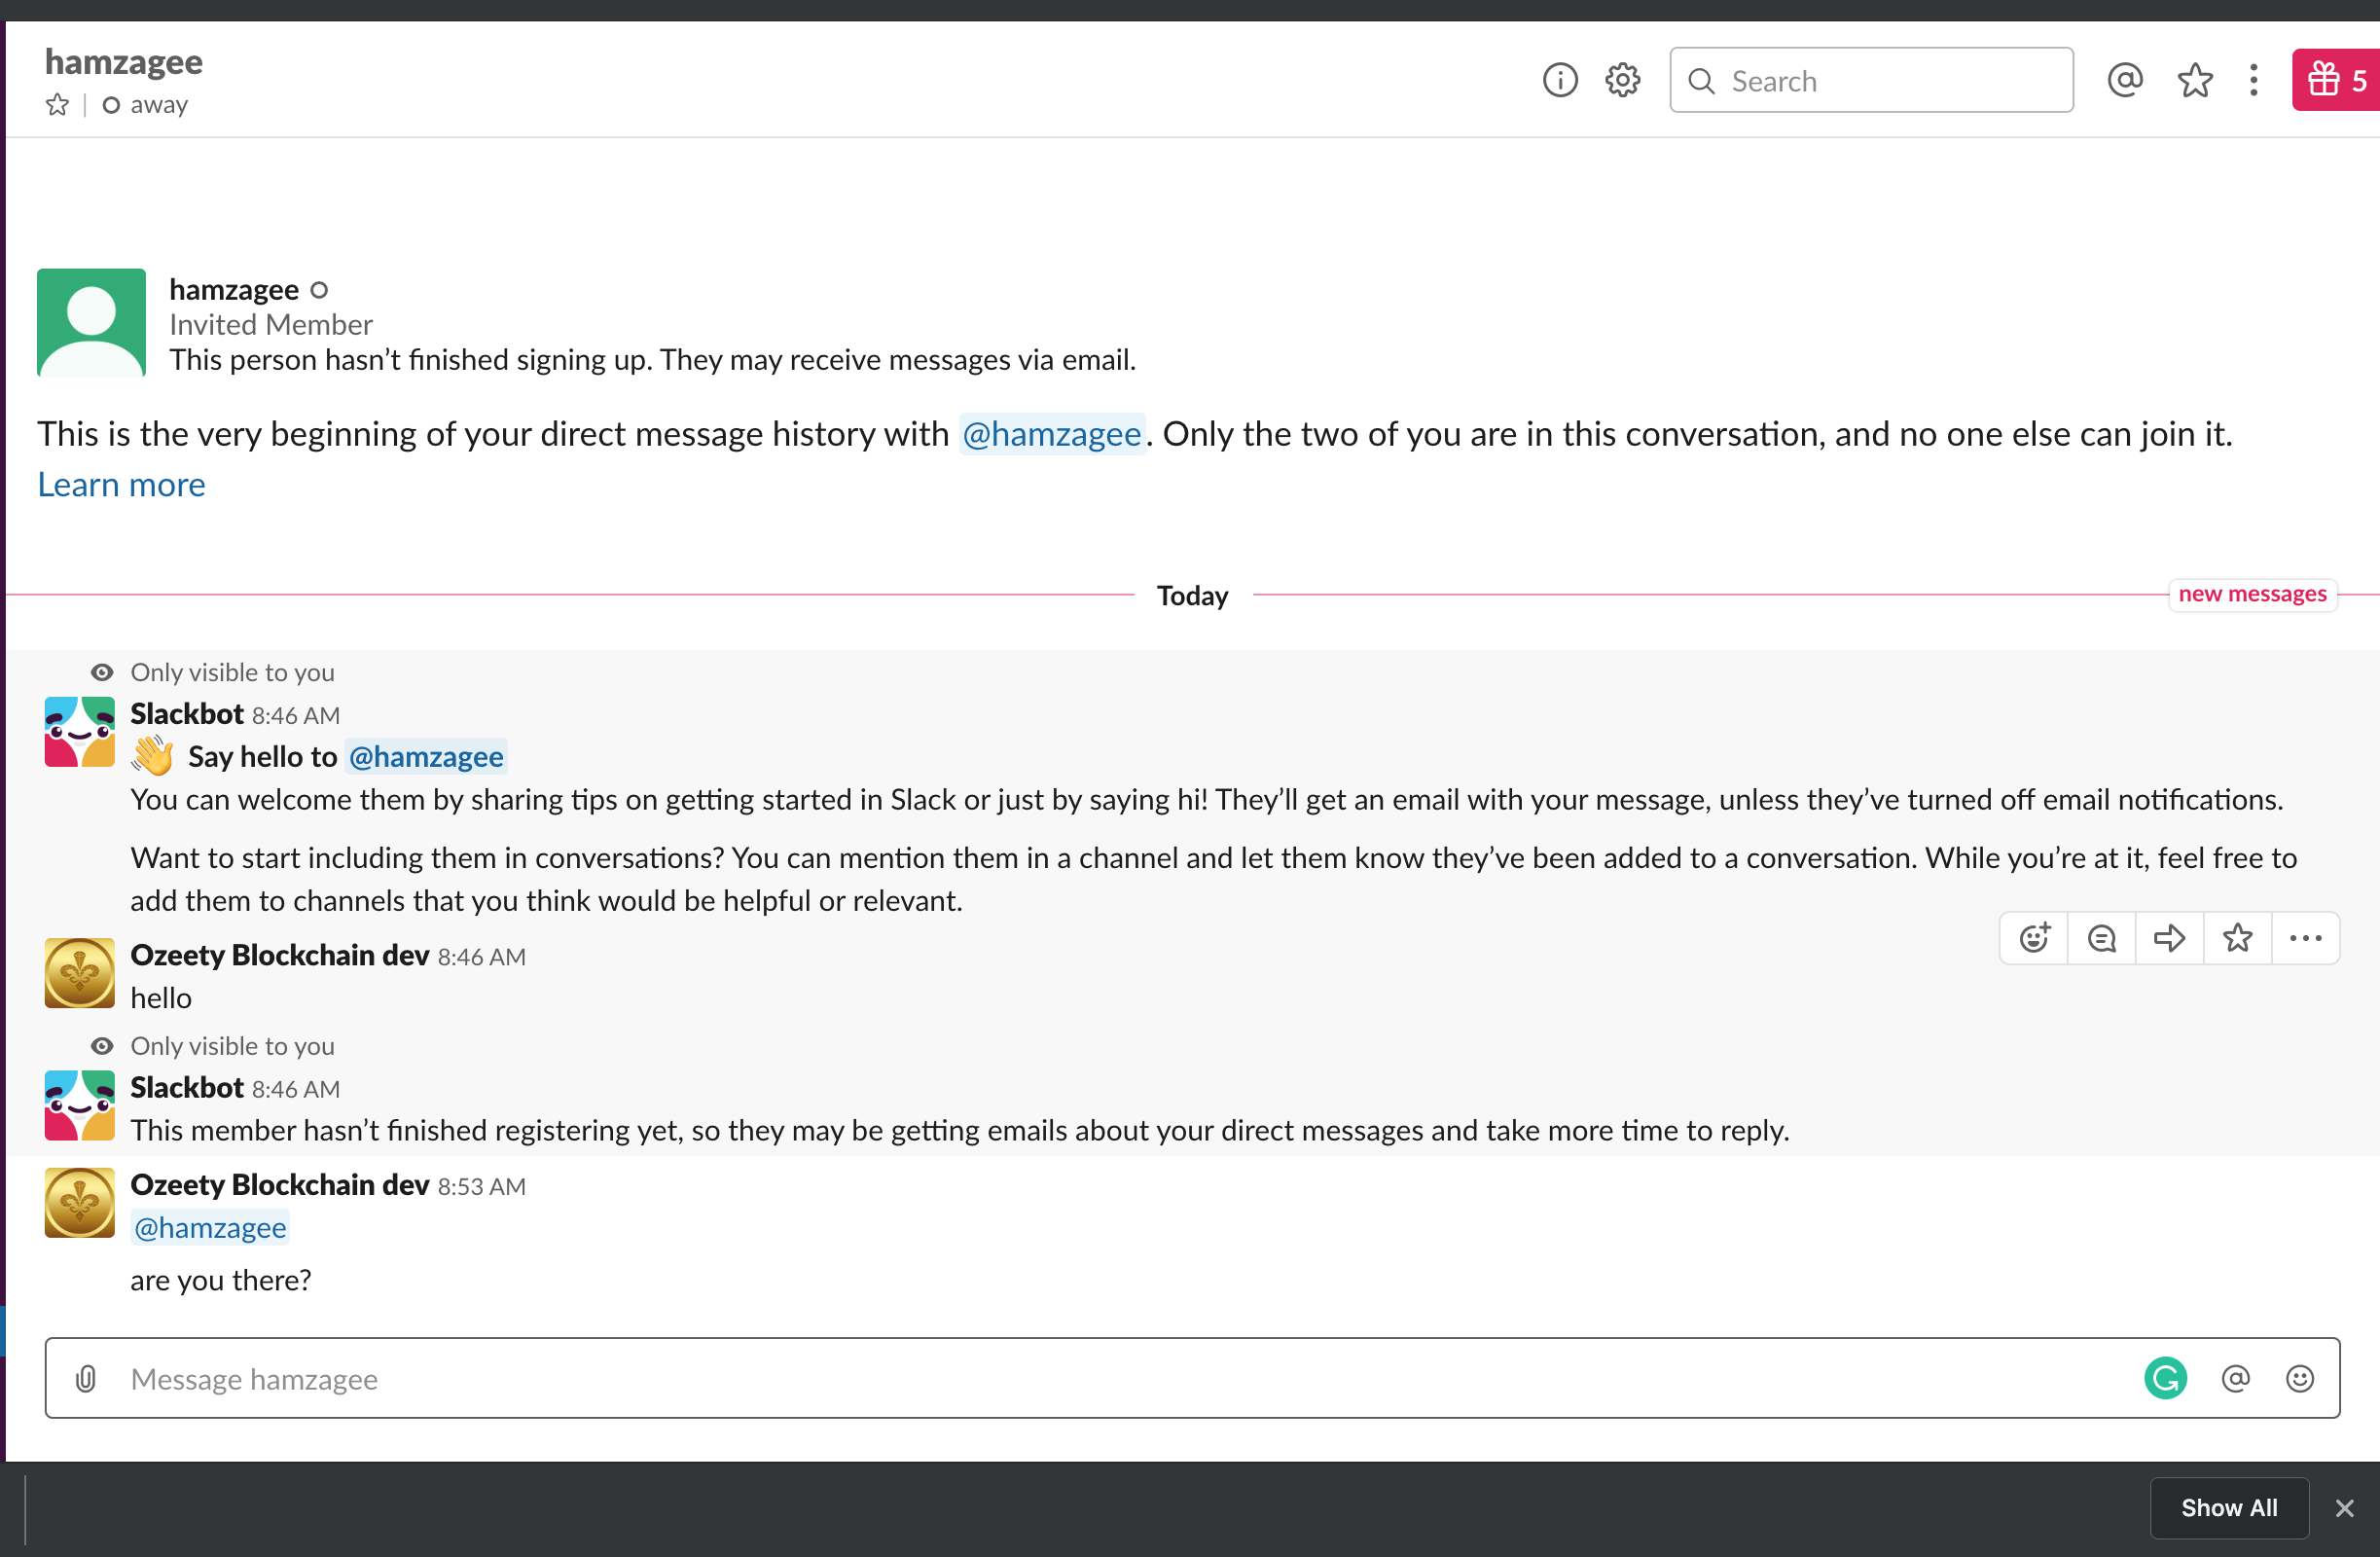 hamzagee
away
Search
5
hamzagee
Invited Member
This person hasn’t finished signing up. They may receive messages via email.
This is the very beginning of your direct message history with @hamzagee. Only the two of you are in this conversation, and no one else can join it.
Learn more
Today
new messages
Only visible to you
Slackbot 8:46 AM
👋 Say hello to @hamzagee
You can welcome them by sharing tips on getting started in Slack or just by saying hi! They’ll get an email with your message, unless they’ve turned off email notifications.
Want to start including them in conversations? You can mention them in a channel and let them know they’ve been added to a conversation. While you’re at it, feel free to
add them to channels that you think would be helpful or relevant.
Ozeety Blockchain dev 8:46 AM
hello
Only visible to you
Slackbot 8:46 AM
This member hasn’t finished registering yet, so they may be getting emails about your direct messages and take more time to reply.
Ozeety Blockchain dev 8:53 AM
@hamzagee
are you there?
Message hamzagee
Show All